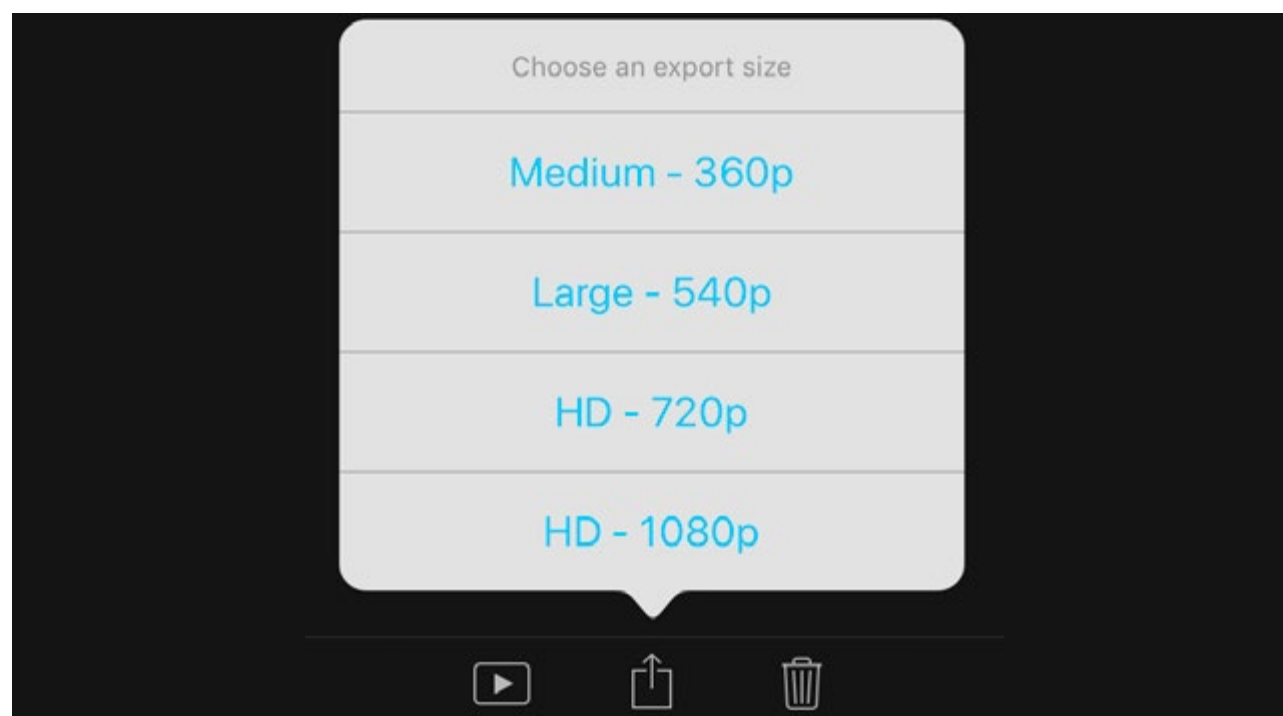 Choose an export size
Medium - 360p
Large - 540p
HD - 720p
HD - 1080p